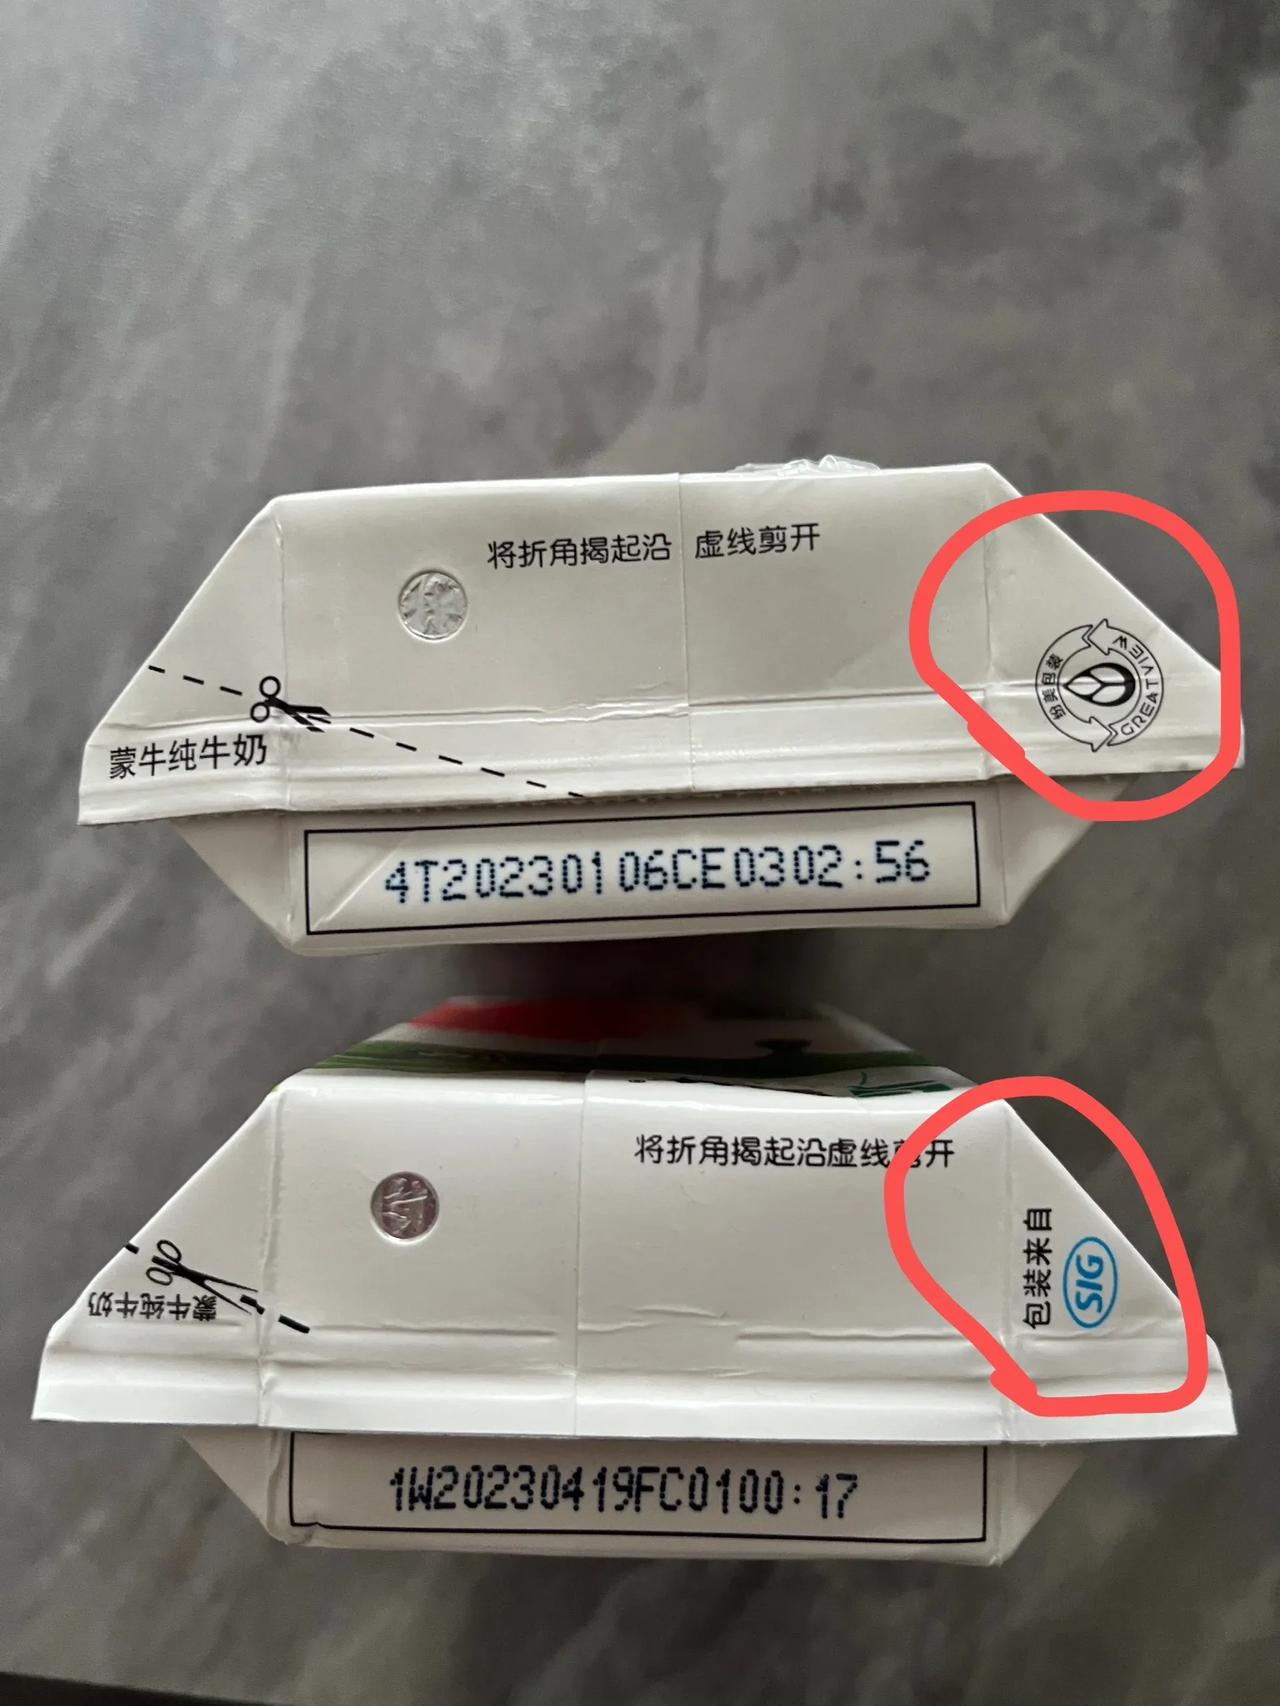 将折角揭起沿 虚线剪开
纷美包装
GREATVIEW
蒙牛纯牛奶
4T20230106CE0302:56
将折角揭起沿虚线剪开
包装来自
SIG
蒙牛纯牛奶
1W20230419FC0100:17